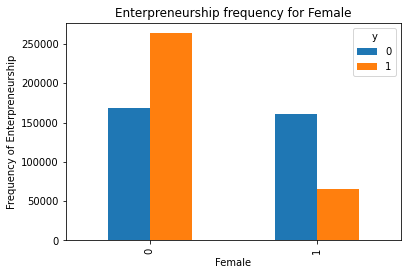 Enterpreneurship frequency for Female
y
0
1
Frequency of Enterpreneurship
250000
200000
150000
100000
50000
0
0
1
Female